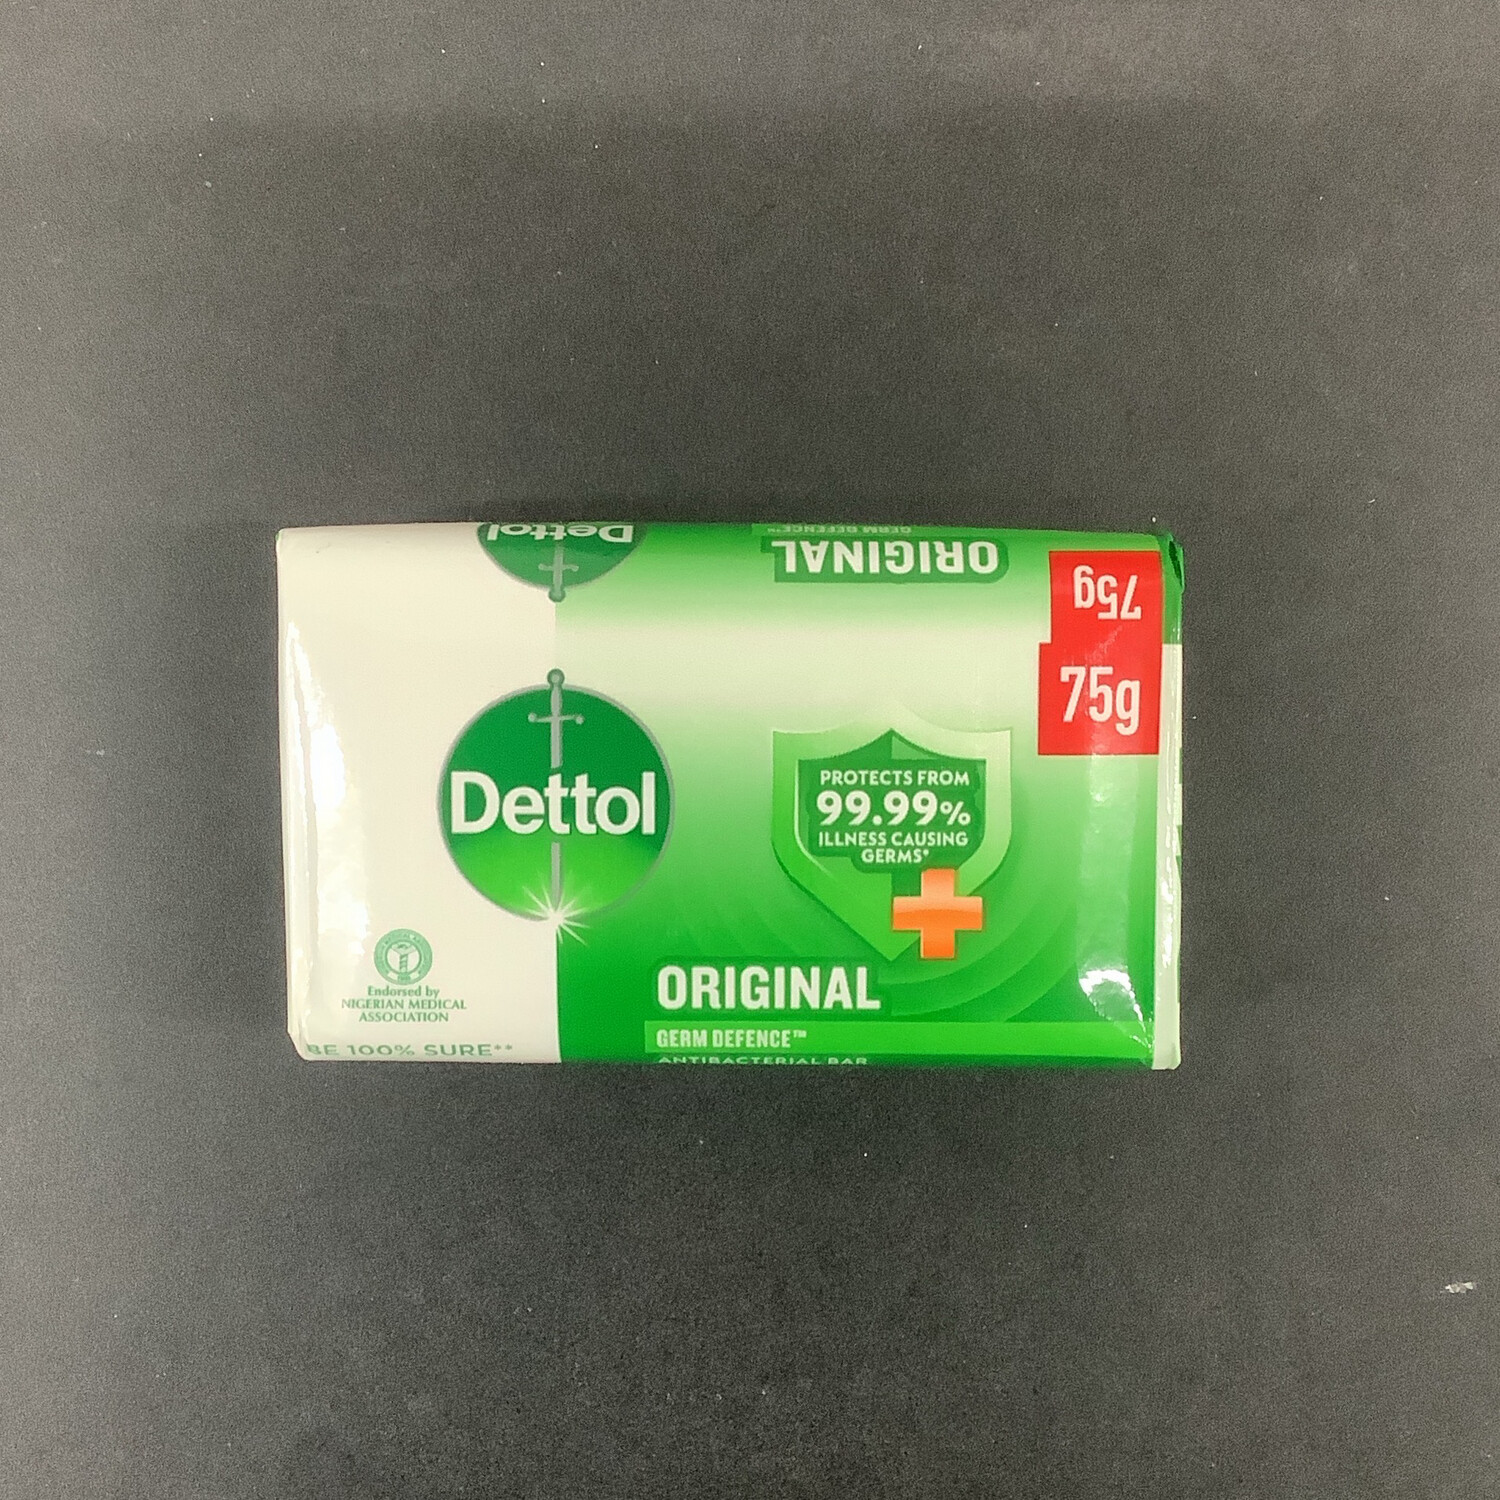 Dettol
GERM DEFENCE™
ORIGINAL
75g
75g
Dettol
PROTECTS FROM
99.99%
ILLNESS CAUSING
GERMS*
Endorsed by
NIGERIAN MEDICAL
ASSOCIATION
ORIGINAL
GERM DEFENCE™
BE 100% SURE**
ANTIBACTERIAL BAR